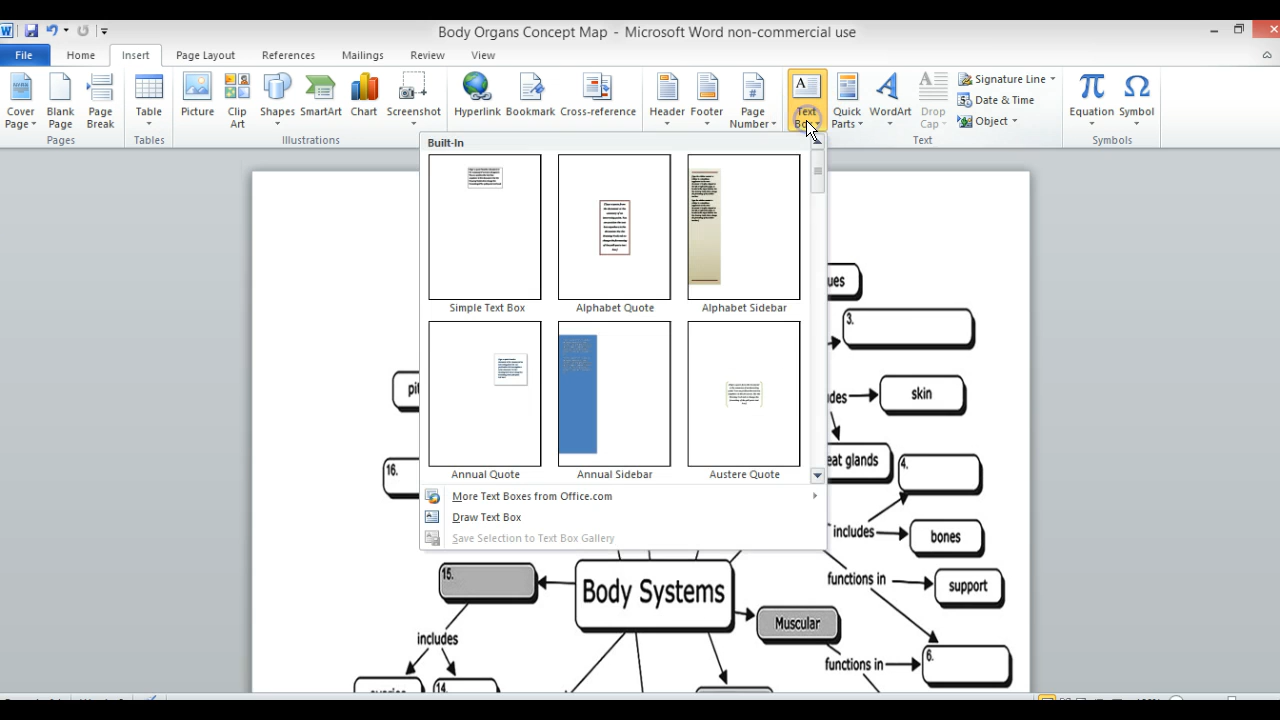 Body Organs Concept Map - Microsoft Word non-commercial use
File Home Insert Page Layout References Mailings Review View
Cover Page
Blank Page
Page Break
Table
Picture
Clip Art
Shapes
SmartArt
Chart
Screenshot
Hyperlink
Bookmark
Cross-reference
Header
Footer
Page Number
Text
Quick Parts
WordArt
Drop Cap
Signature Line
Date & Time
Object
Equation
Symbol
Pages
Tables
Illustrations
Text
Symbols
Built-In
Simple Text Box
Alphabet Quote
Alphabet Sidebar
Annual Quote
Annual Sidebar
Austere Quote
More Text Boxes from Office.com
Draw Text Box
Save Selection to Text Box Gallery
ues
3.
des
skin
pi
eat glands
16.
4.
includes
bones
functions in
support
15.
Body Systems
Muscular
includes
functions in
6.
14.